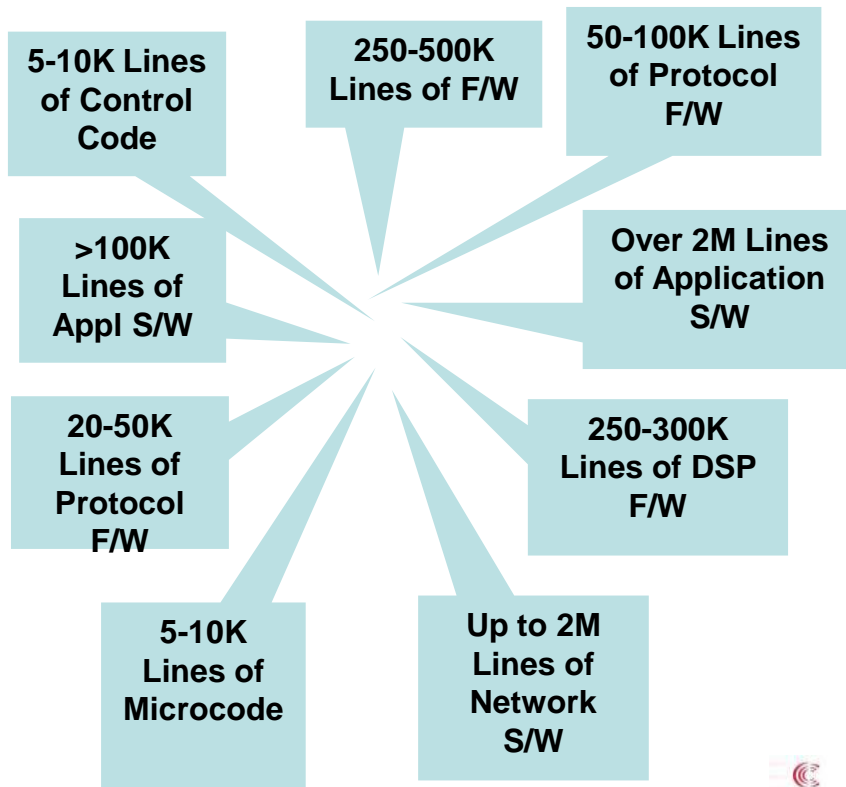 5-10K Lines
of Control
Code
250-500K
Lines of F/W
50-100K Lines
of Protocol
F/W
>100K
Lines of
Appl S/W
Over 2M Lines
of Application
S/W
20-50K
Lines of
Protocol
F/W
250-300K
Lines of DSP
F/W
5-10K
Lines of
Microcode
Up to 2M
Lines of
Network
S/W